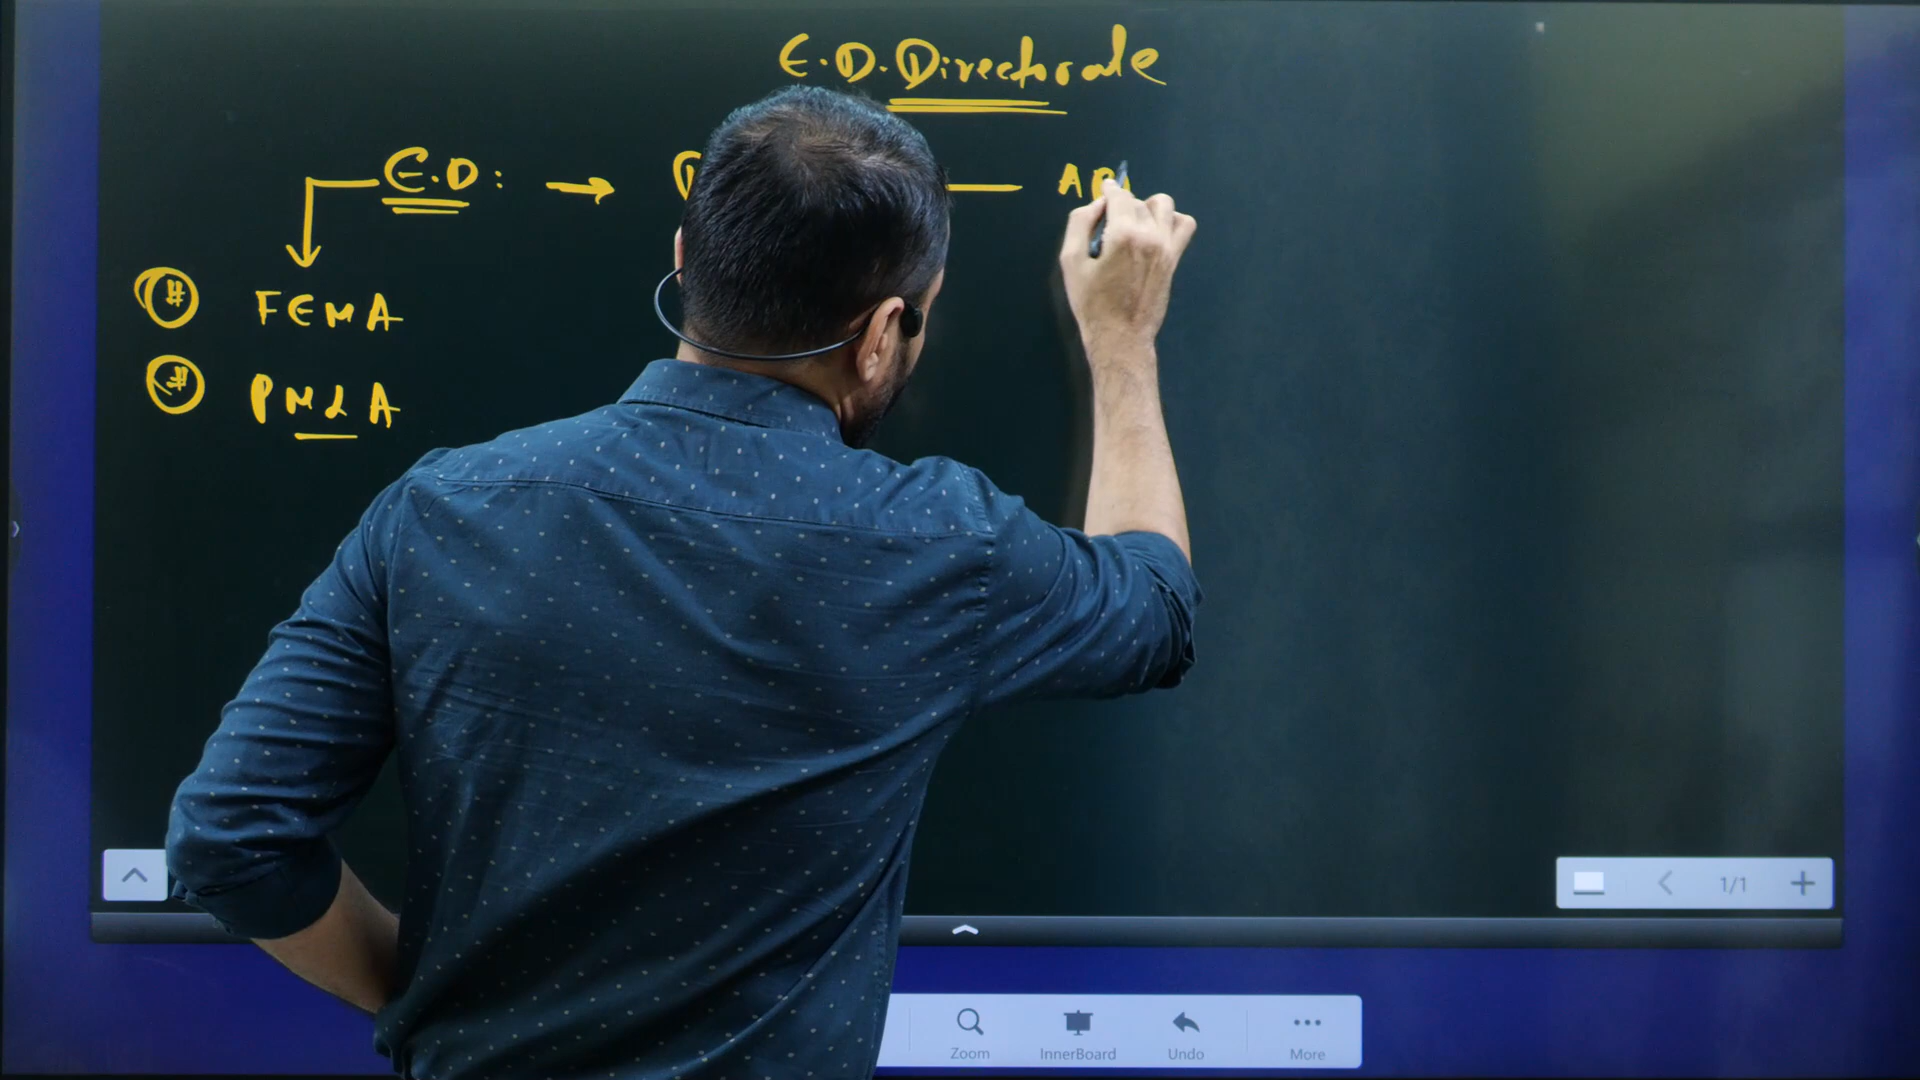 E.D. Directorate
E.D:
FEMA
PMLA
1/1
Zoom InnerBoard Undo More